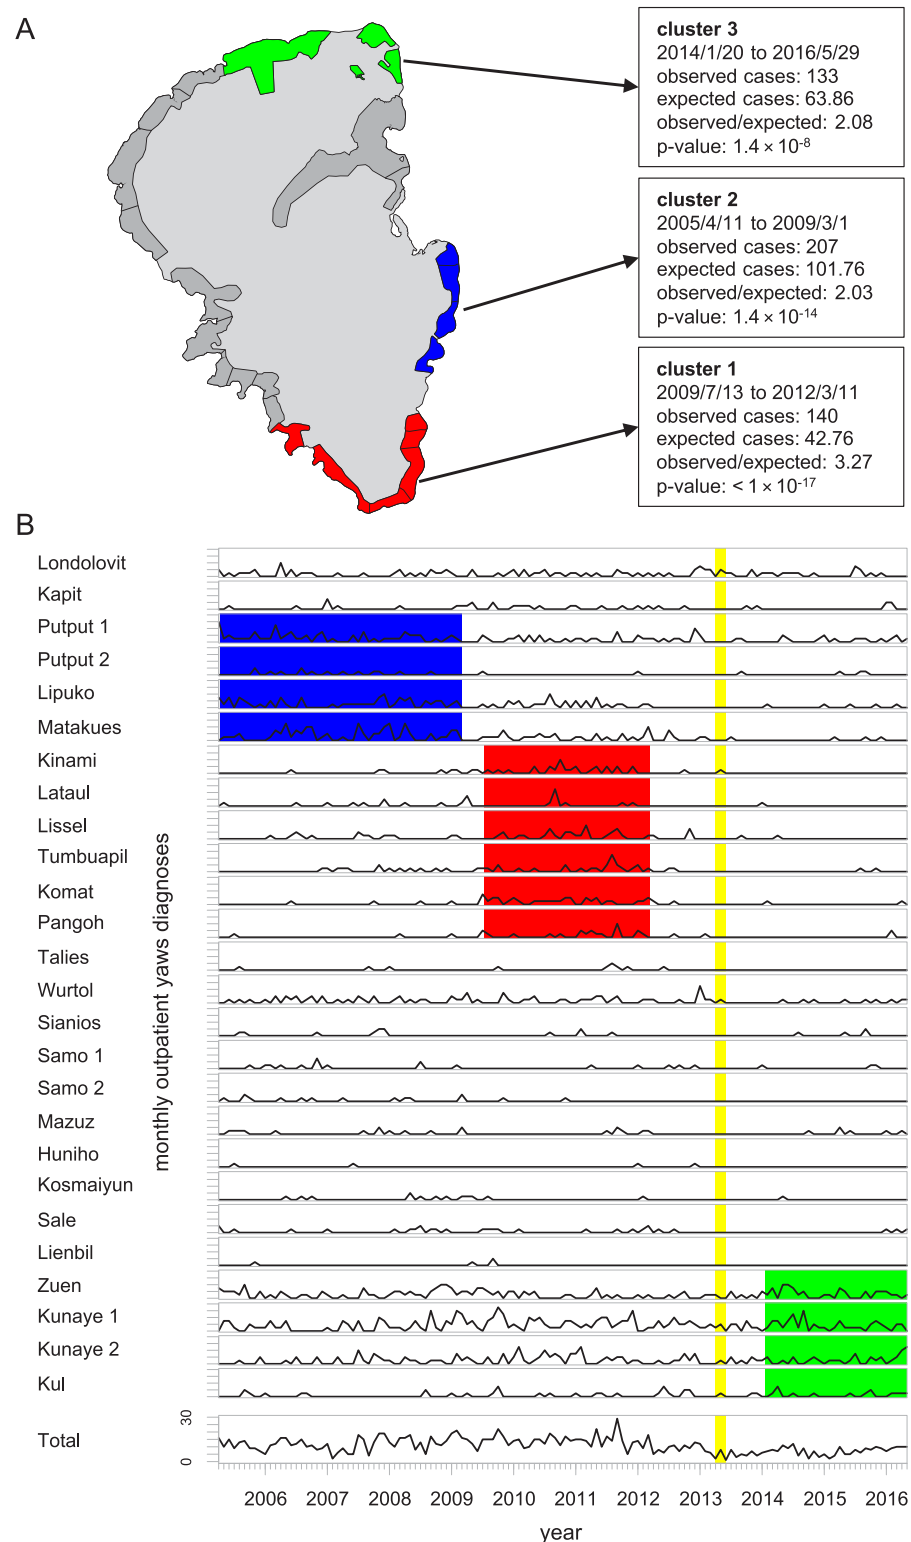 A
cluster 3
2014/1/20 to 2016/5/29
observed cases: 133
expected cases: 63.86
observed/expected: 2.08
p-value: 1.4 × 10⁻⁸
cluster 2
2005/4/11 to 2009/3/1
observed cases: 207
expected cases: 101.76
observed/expected: 2.03
p-value: 1.4 × 10⁻¹⁴
cluster 1
2009/7/13 to 2012/3/11
observed cases: 140
expected cases: 42.76
observed/expected: 3.27
p-value: < 1 × 10⁻¹⁷
B
monthly outpatient yaws diagnoses
Londolovit
Kapit
Putput 1
Putput 2
Lipuko
Matakues
Kinami
Lataul
Lissel
Tumbuapil
Komat
Pangoh
Talies
Wurtol
Sianios
Samo 1
Samo 2
Mazuz
Huniho
Kosmaiyun
Sale
Lienbil
Zuen
Kunaye 1
Kunaye 2
Kul
Total
30
0
2006 2007 2008 2009 2010 2011 2012 2013 2014 2015 2016
year